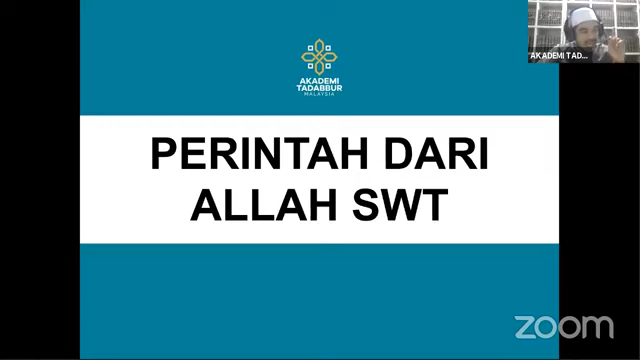 AKADEMI
TADABBUR
MALAYSIA
AKADEMI TAD...
PERINTAH DARI
ALLAH SWT
zoom